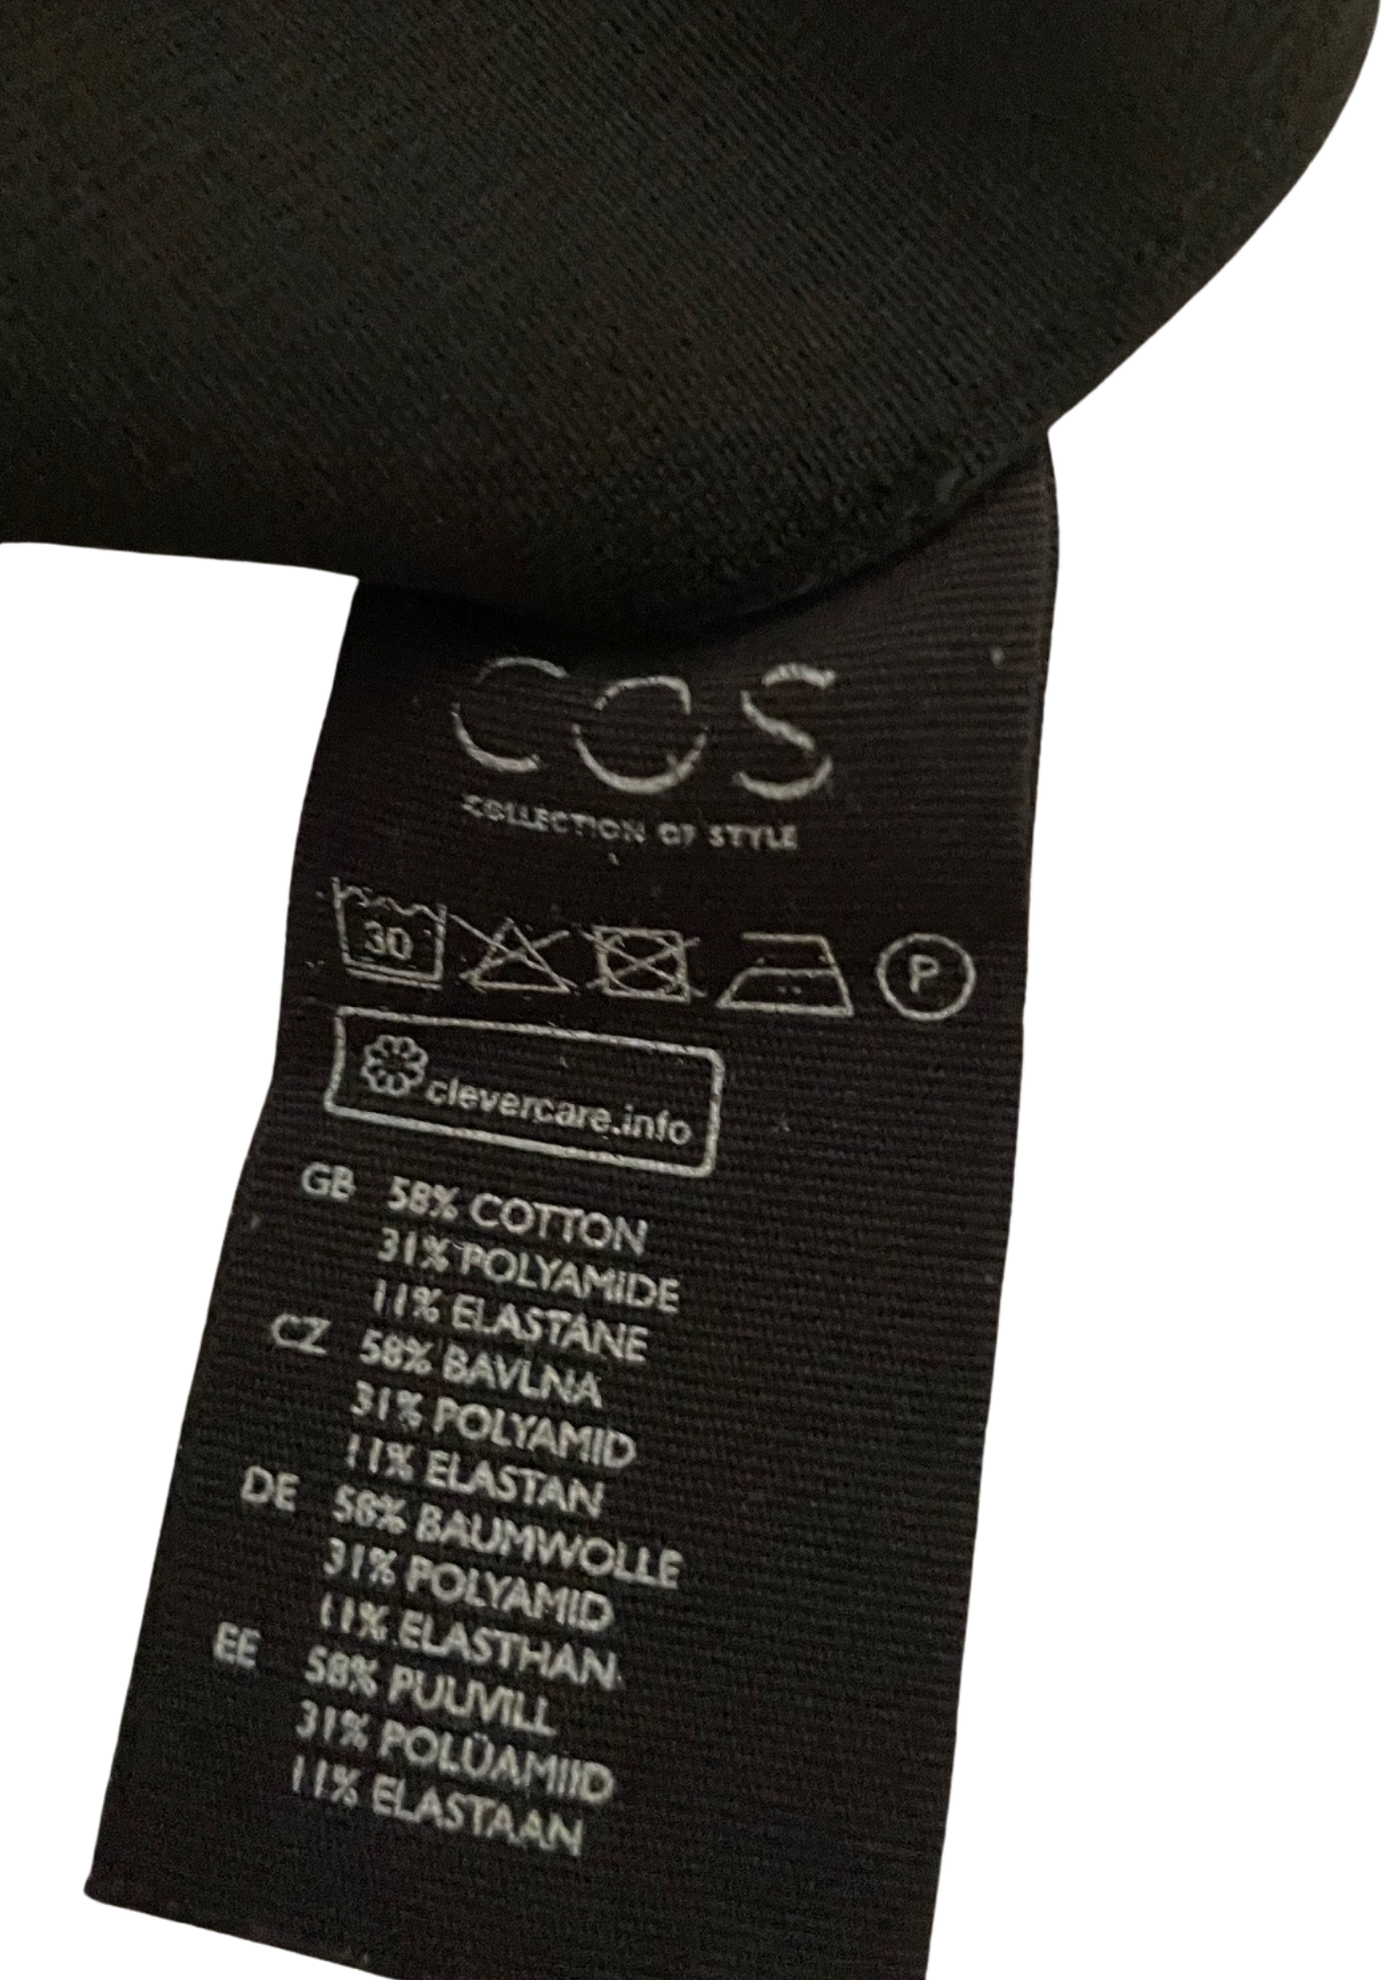 COS
COLLECTION OF STYLE
30 P
clevercare.info
GB 58% COTTON
31% POLYAMIDE
11% ELASTANE
CZ 58% BAVLNA
31% POLYAMID
11% ELASTAN
DE 58% BAUMWOLLE
31% POLYAMID
11% ELASTHAN
EE 58% PUUVILL
31% POLÜAMIID
11% ELASTAAN